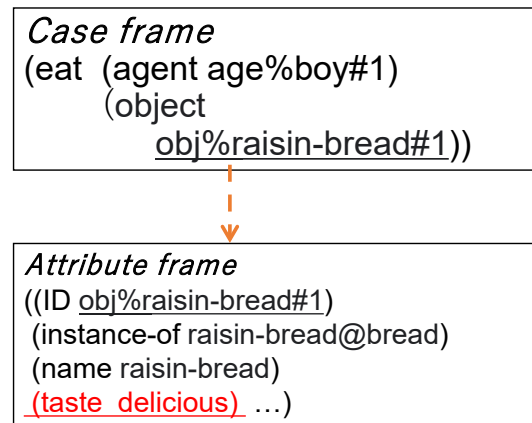 Case frame
(eat (agent age%boy#1)
（object
obj%raisin-bread#1))
Attribute frame
((ID obj%raisin-bread#1)
(instance-of raisin-bread@bread)
(name raisin-bread)
(taste delicious) …)